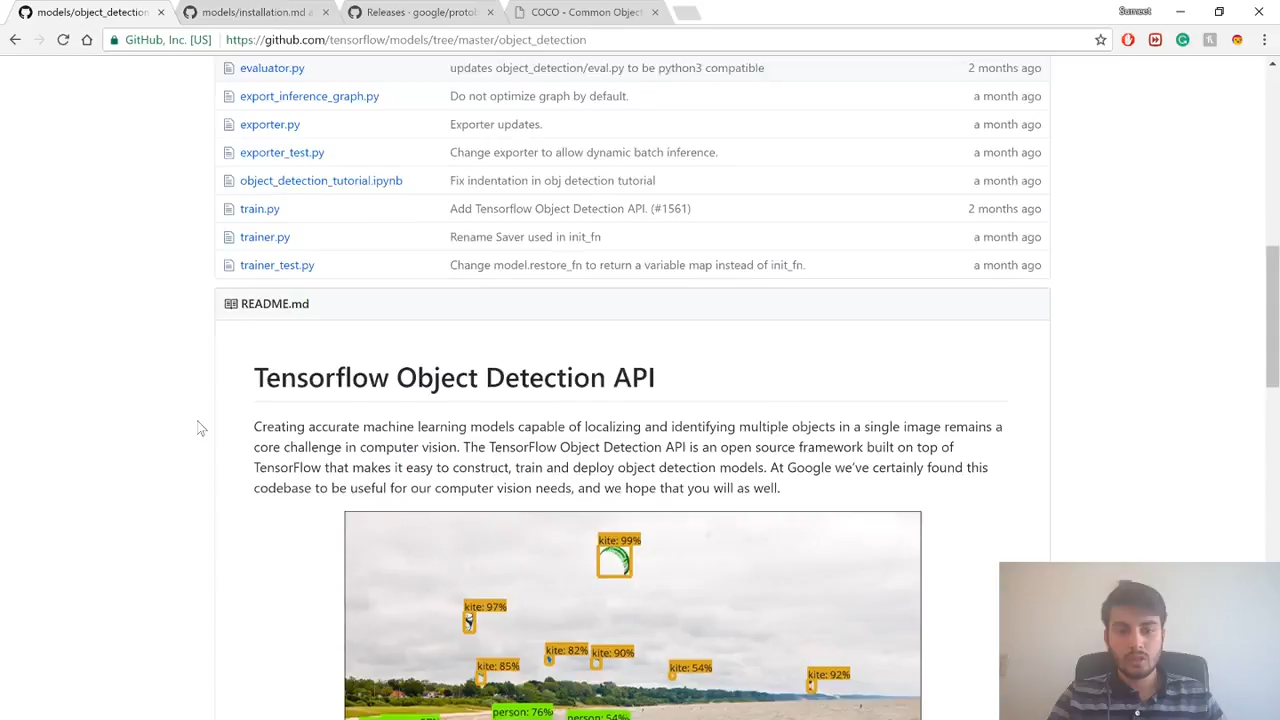 models/object_detection
models/installation.md a
Releases · google/proto
COCO - Common Object
Sumeet
GitHub, Inc. [US]
https://github.com/tensorflow/models/tree/master/object_detection
evaluator.py updates object_detection/eval.py to be python3 compatible 2 months ago
export_inference_graph.py Do not optimize graph by default. a month ago
exporter.py Exporter updates. a month ago
exporter_test.py Change exporter to allow dynamic batch inference. a month ago
object_detection_tutorial.ipynb Fix indentation in obj detection tutorial a month ago
train.py Add Tensorflow Object Detection API. (#1561) 2 months ago
trainer.py Rename Saver used in init_fn a month ago
trainer_test.py Change model.restore_fn to return a variable map instead of init_fn. a month ago
README.md
Tensorflow Object Detection API
Creating accurate machine learning models capable of localizing and identifying multiple objects in a single image remains a
core challenge in computer vision. The TensorFlow Object Detection API is an open source framework built on top of
TensorFlow that makes it easy to construct, train and deploy object detection models. At Google we've certainly found this
codebase to be useful for our computer vision needs, and we hope that you will as well.
kite: 99%
kite: 97%
kite: 82%
kite: 90%
kite: 85%
kite: 54%
kite: 92%
person: 76%
person: 54%